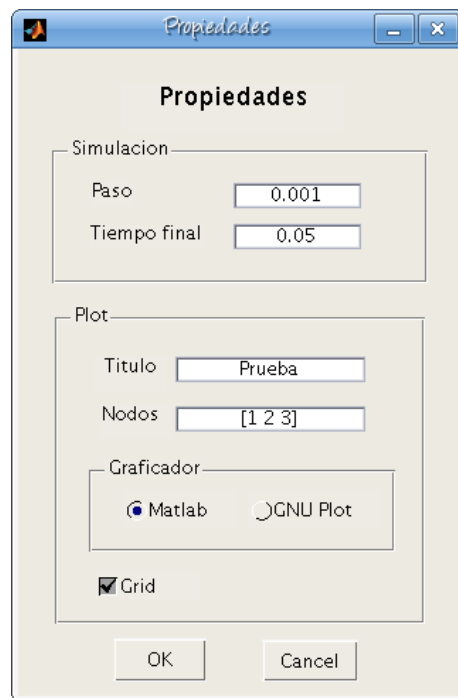 Propiedades
Propiedades
Simulacion
Paso 0.001
Tiempo final 0.05
Plot
Titulo Prueba
Nodos [1 2 3]
Graficador
Matlab GNU Plot
Grid
OK Cancel